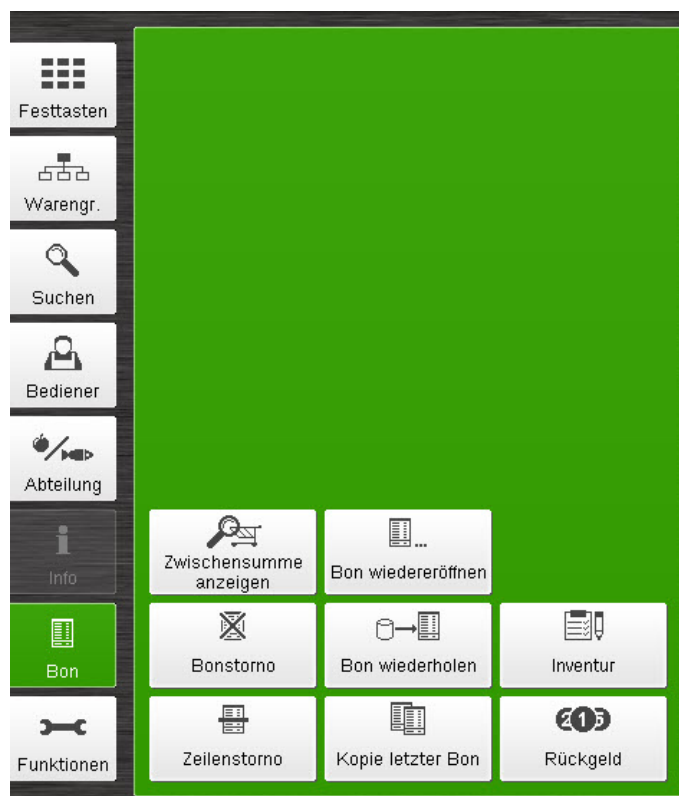 Festtasten
Warengr.
Suchen
Bediener
Abteilung
Info
Bon
Funktionen
Zwischensumme
anzeigen
Bon wiedereröffnen
Bonstorno
Bon wiederholen
Inventur
Zeilenstorno
Kopie letzter Bon
215
Rückgeld